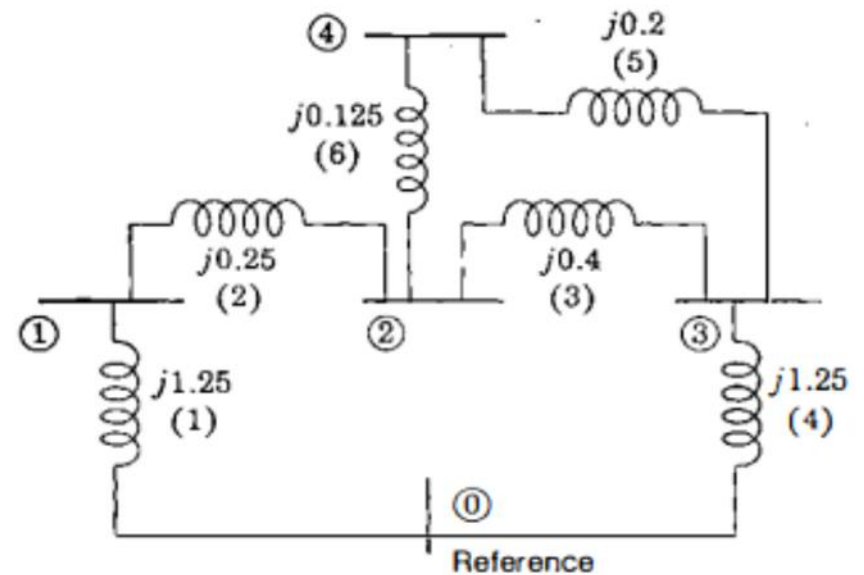 ④
j0.2
(5)
j0.125
(6)
j0.25
(2)
j0.4
(3)
①
②
③
j1.25
(1)
j1.25
(4)
⓪
Reference